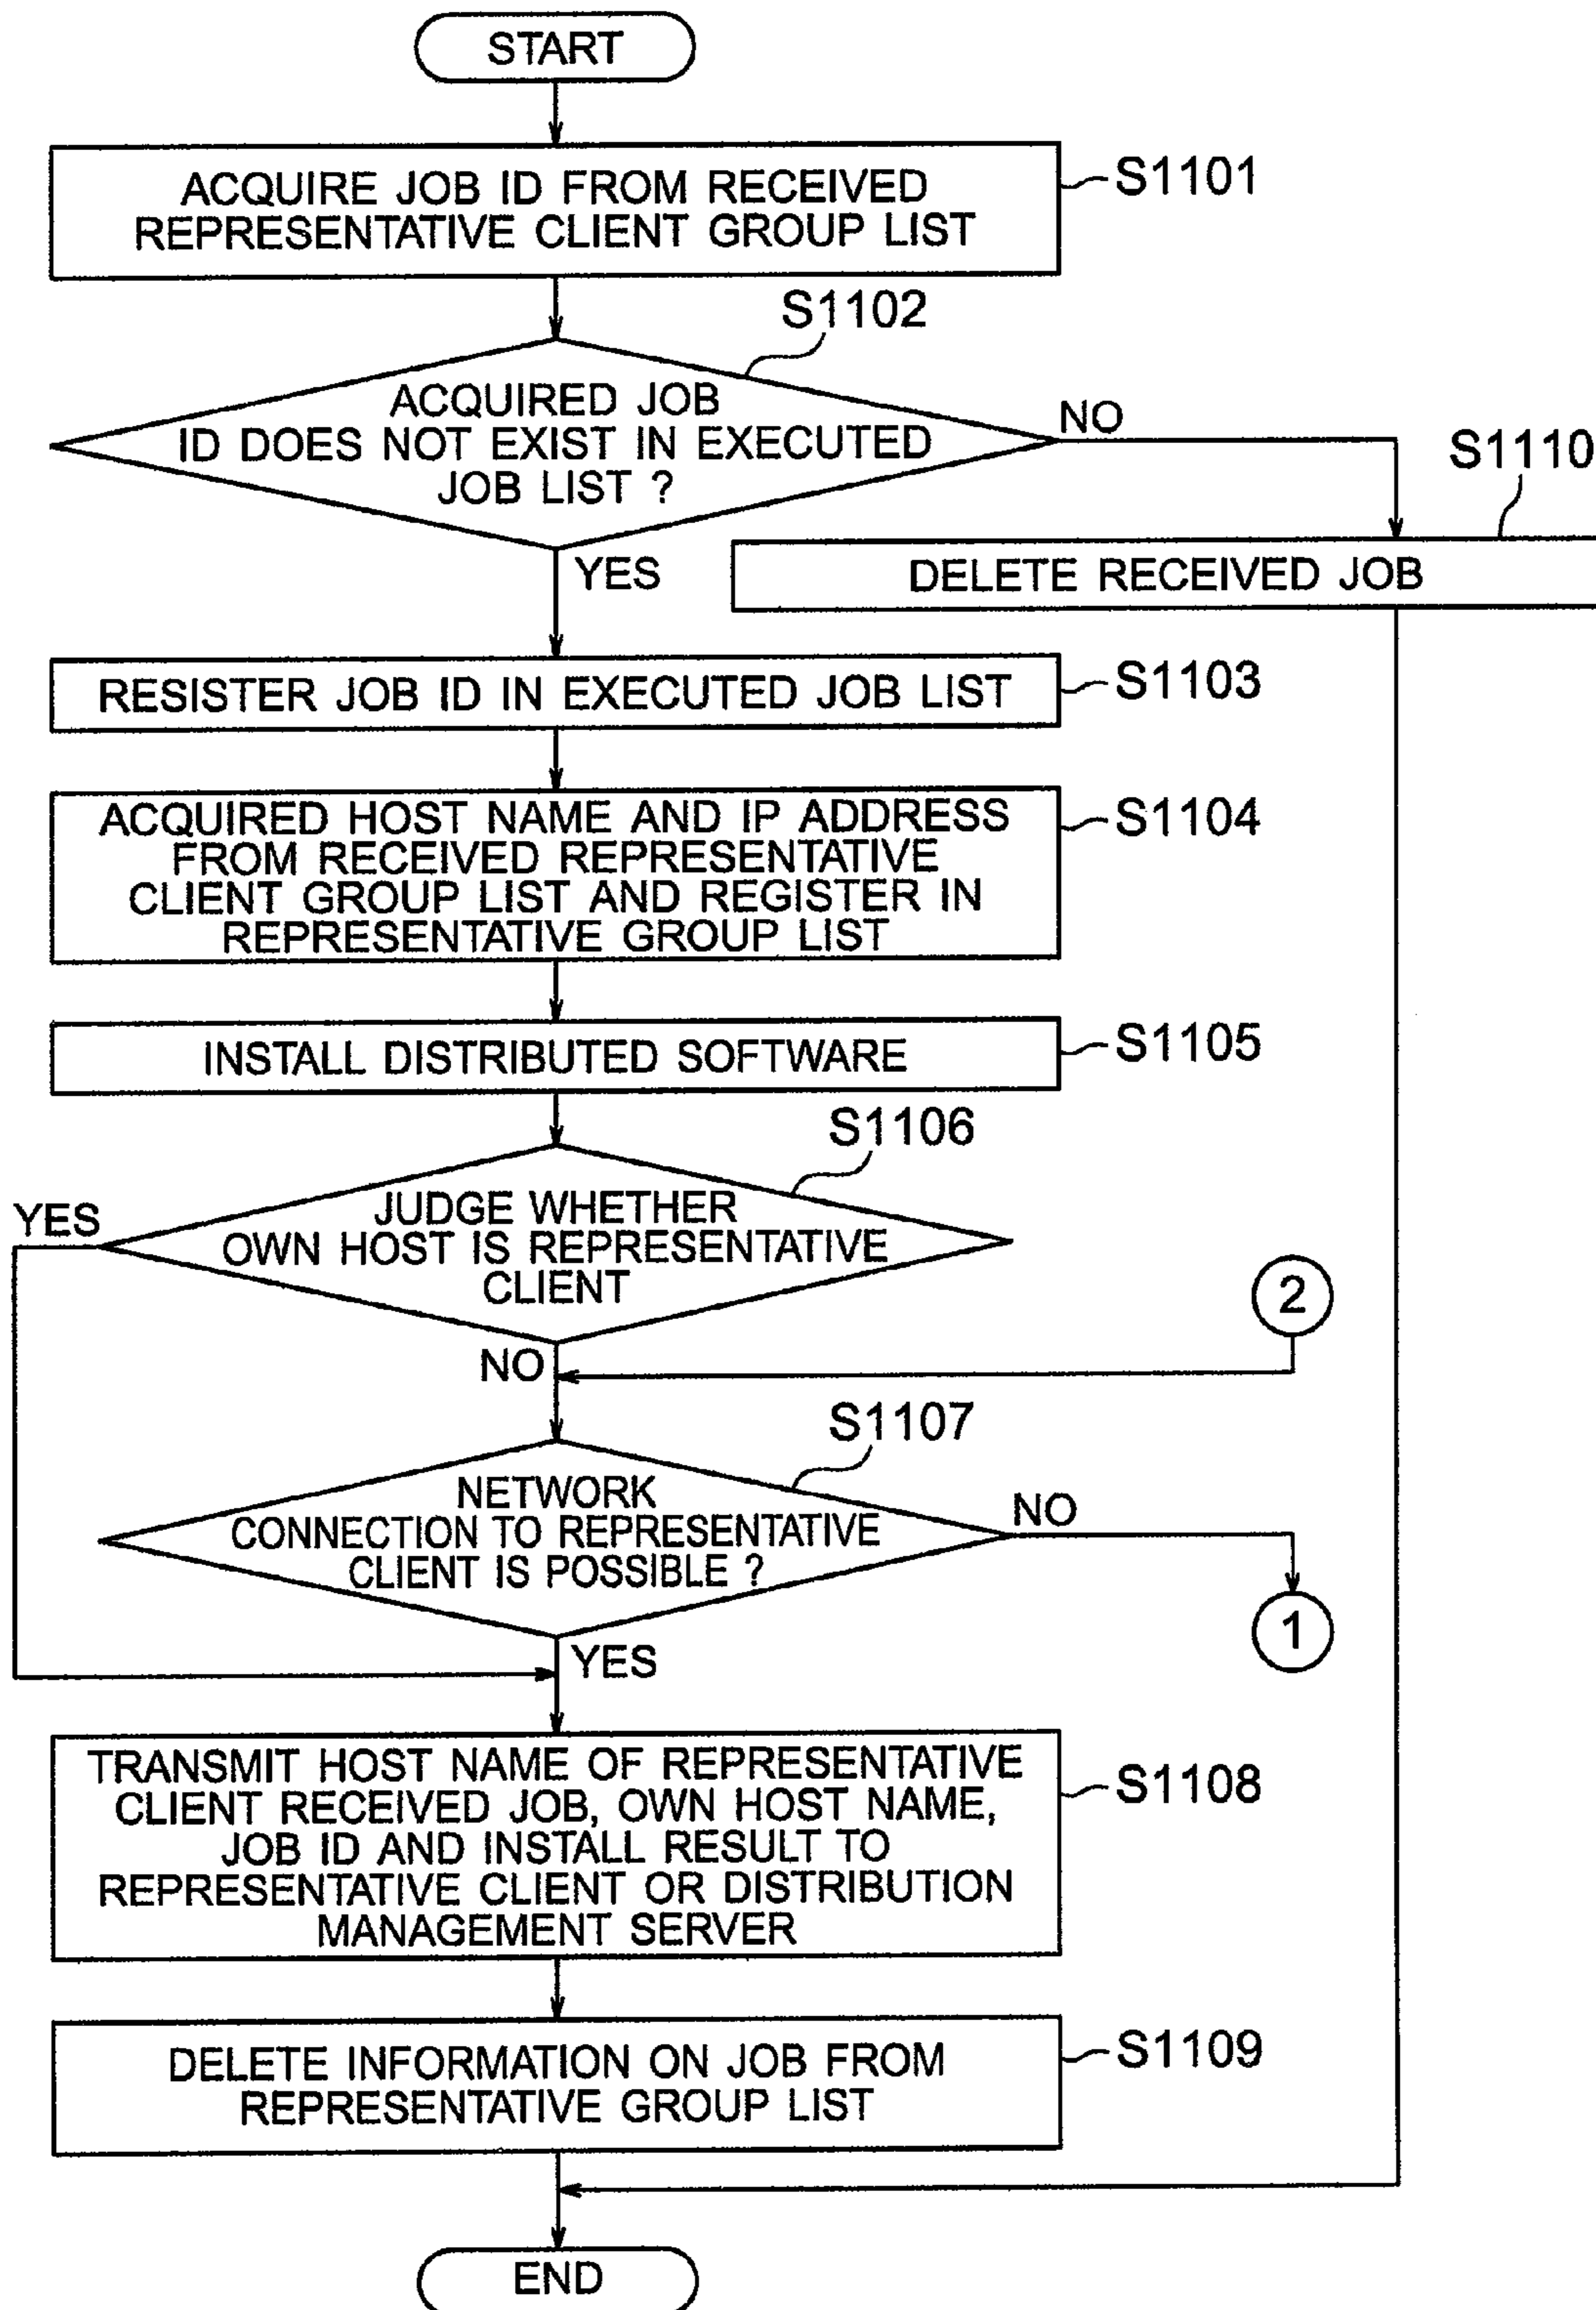 START
ACQUIRE JOB ID FROM RECEIVED
REPRESENTATIVE CLIENT GROUP LIST
S1101
S1102
ACQUIRED JOB
ID DOES NOT EXIST IN EXECUTED
JOB LIST ?
NO
S1110
DELETE RECEIVED JOB
YES
RESISTER JOB ID IN EXECUTED JOB LIST
S1103
ACQUIRED HOST NAME AND IP ADDRESS
FROM RECEIVED REPRESENTATIVE
CLIENT GROUP LIST AND REGISTER IN
REPRESENTATIVE GROUP LIST
S1104
INSTALL DISTRIBUTED SOFTWARE
S1105
S1106
YES
JUDGE WHETHER
OWN HOST IS REPRESENTATIVE
CLIENT
2
NO
S1107
NETWORK
CONNECTION TO REPRESENTATIVE
CLIENT IS POSSIBLE ?
NO
1
YES
TRANSMIT HOST NAME OF REPRESENTATIVE
CLIENT RECEIVED JOB, OWN HOST NAME,
JOB ID AND INSTALL RESULT TO
REPRESENTATIVE CLIENT OR DISTRIBUTION
MANAGEMENT SERVER
S1108
DELETE INFORMATION ON JOB FROM
REPRESENTATIVE GROUP LIST
S1109
END